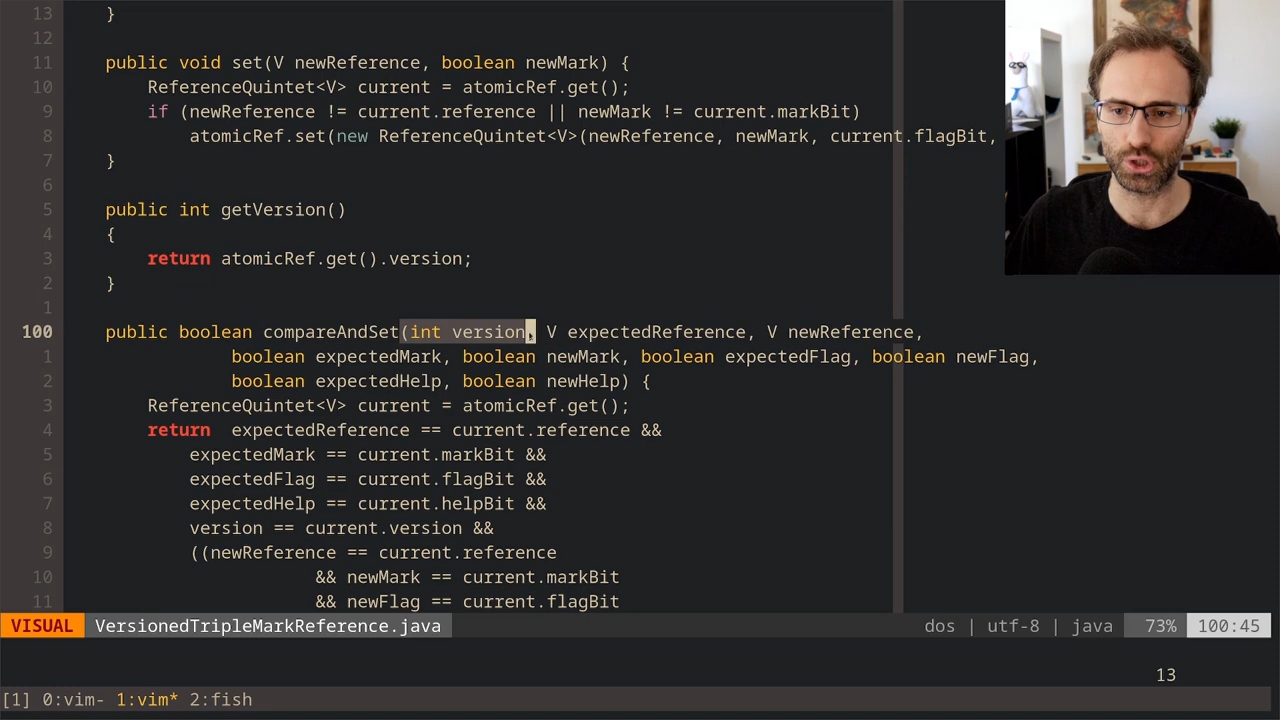 13 }
12
11 public void set(V newReference, boolean newMark) {
10 ReferenceQuintet<V> current = atomicRef.get();
9 if (newReference != current.reference || newMark != current.markBit)
8 atomicRef.set(new ReferenceQuintet<V>(newReference, newMark, current.flagBit,
7 }
6
5 public int getVersion()
4 {
3 return atomicRef.get().version;
2 }
1
100 public boolean compareAndSet(int version, V expectedReference, V newReference,
1 boolean expectedMark, boolean newMark, boolean expectedFlag, boolean newFlag,
2 boolean expectedHelp, boolean newHelp) {
3 ReferenceQuintet<V> current = atomicRef.get();
4 return expectedReference == current.reference &&
5 expectedMark == current.markBit &&
6 expectedFlag == current.flagBit &&
7 expectedHelp == current.helpBit &&
8 version == current.version &&
9 ((newReference == current.reference
10 && newMark == current.markBit
11 && newFlag == current.flagBit
VISUAL VersionedTripleMarkReference.java dos | utf-8 | java 73% 100:45
13
[1] 0:vim- 1:vim* 2:fish